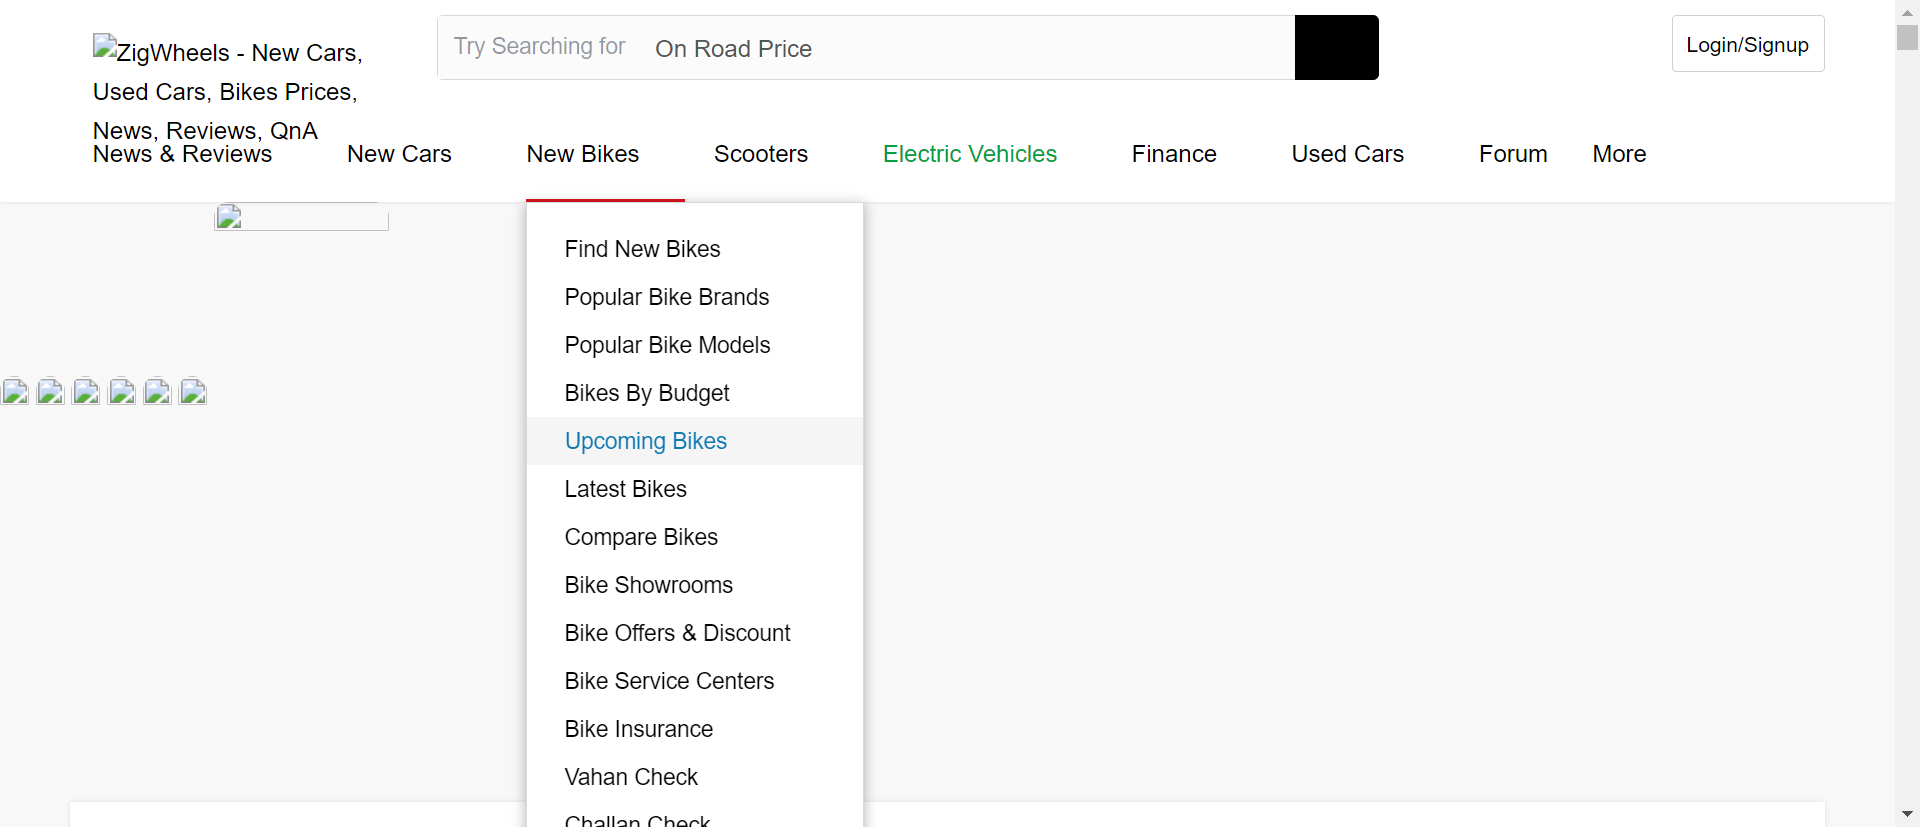 Try Searching for On Road Price
Login/Signup
ZigWheels - New Cars,
Used Cars, Bikes Prices,
News, Reviews, QnA
News & Reviews New Cars New Bikes Scooters Electric Vehicles Finance Used Cars Forum More
Find New Bikes
Popular Bike Brands
Popular Bike Models
Bikes By Budget
Upcoming Bikes
Latest Bikes
Compare Bikes
Bike Showrooms
Bike Offers & Discount
Bike Service Centers
Bike Insurance
Vahan Check
Challan Check